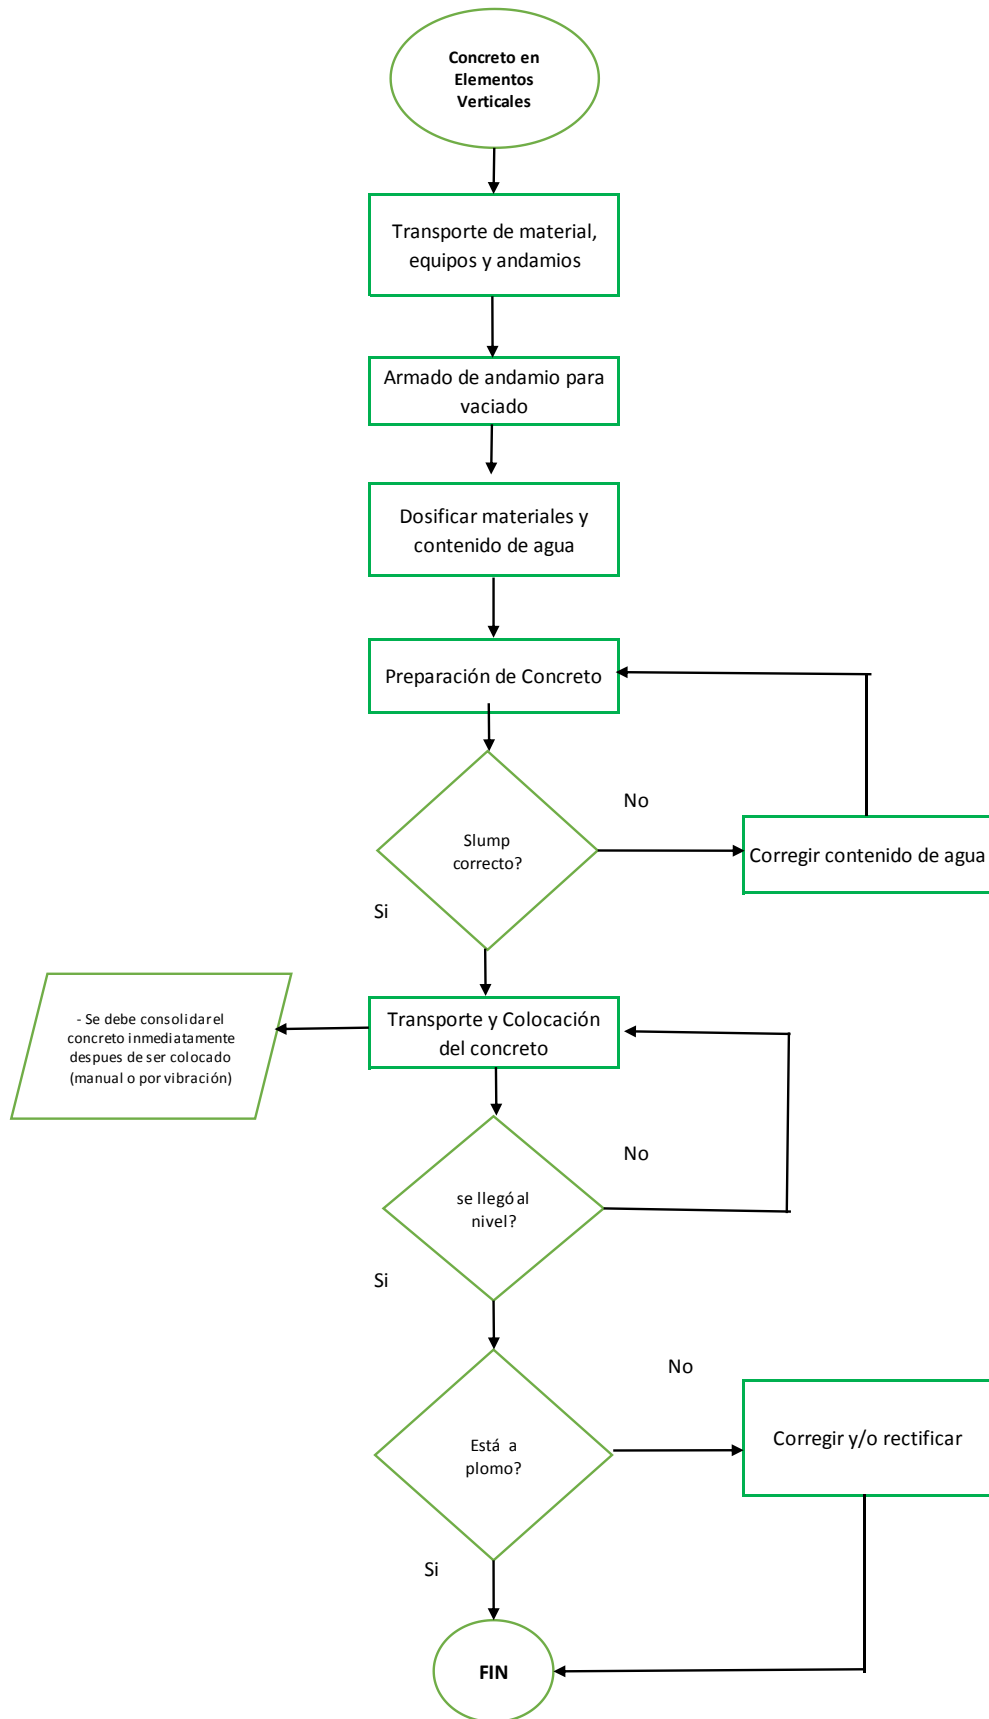 Concreto en
Elementos
Verticales
Transporte de material,
equipos y andamios
Armado de andamio para
vaciado
Dosificar materiales y
contenido de agua
Preparación de Concreto
No
Slump
correcto?
Corregir contenido de agua
Si
- Se debe consolidar el
concreto inmediatamente
despues de ser colocado
(manual o por vibración)
Transporte y Colocación
del concreto
No
se llegó al
nivel?
Si
No
Está a
plomo?
Corregir y/o rectificar
Si
FIN